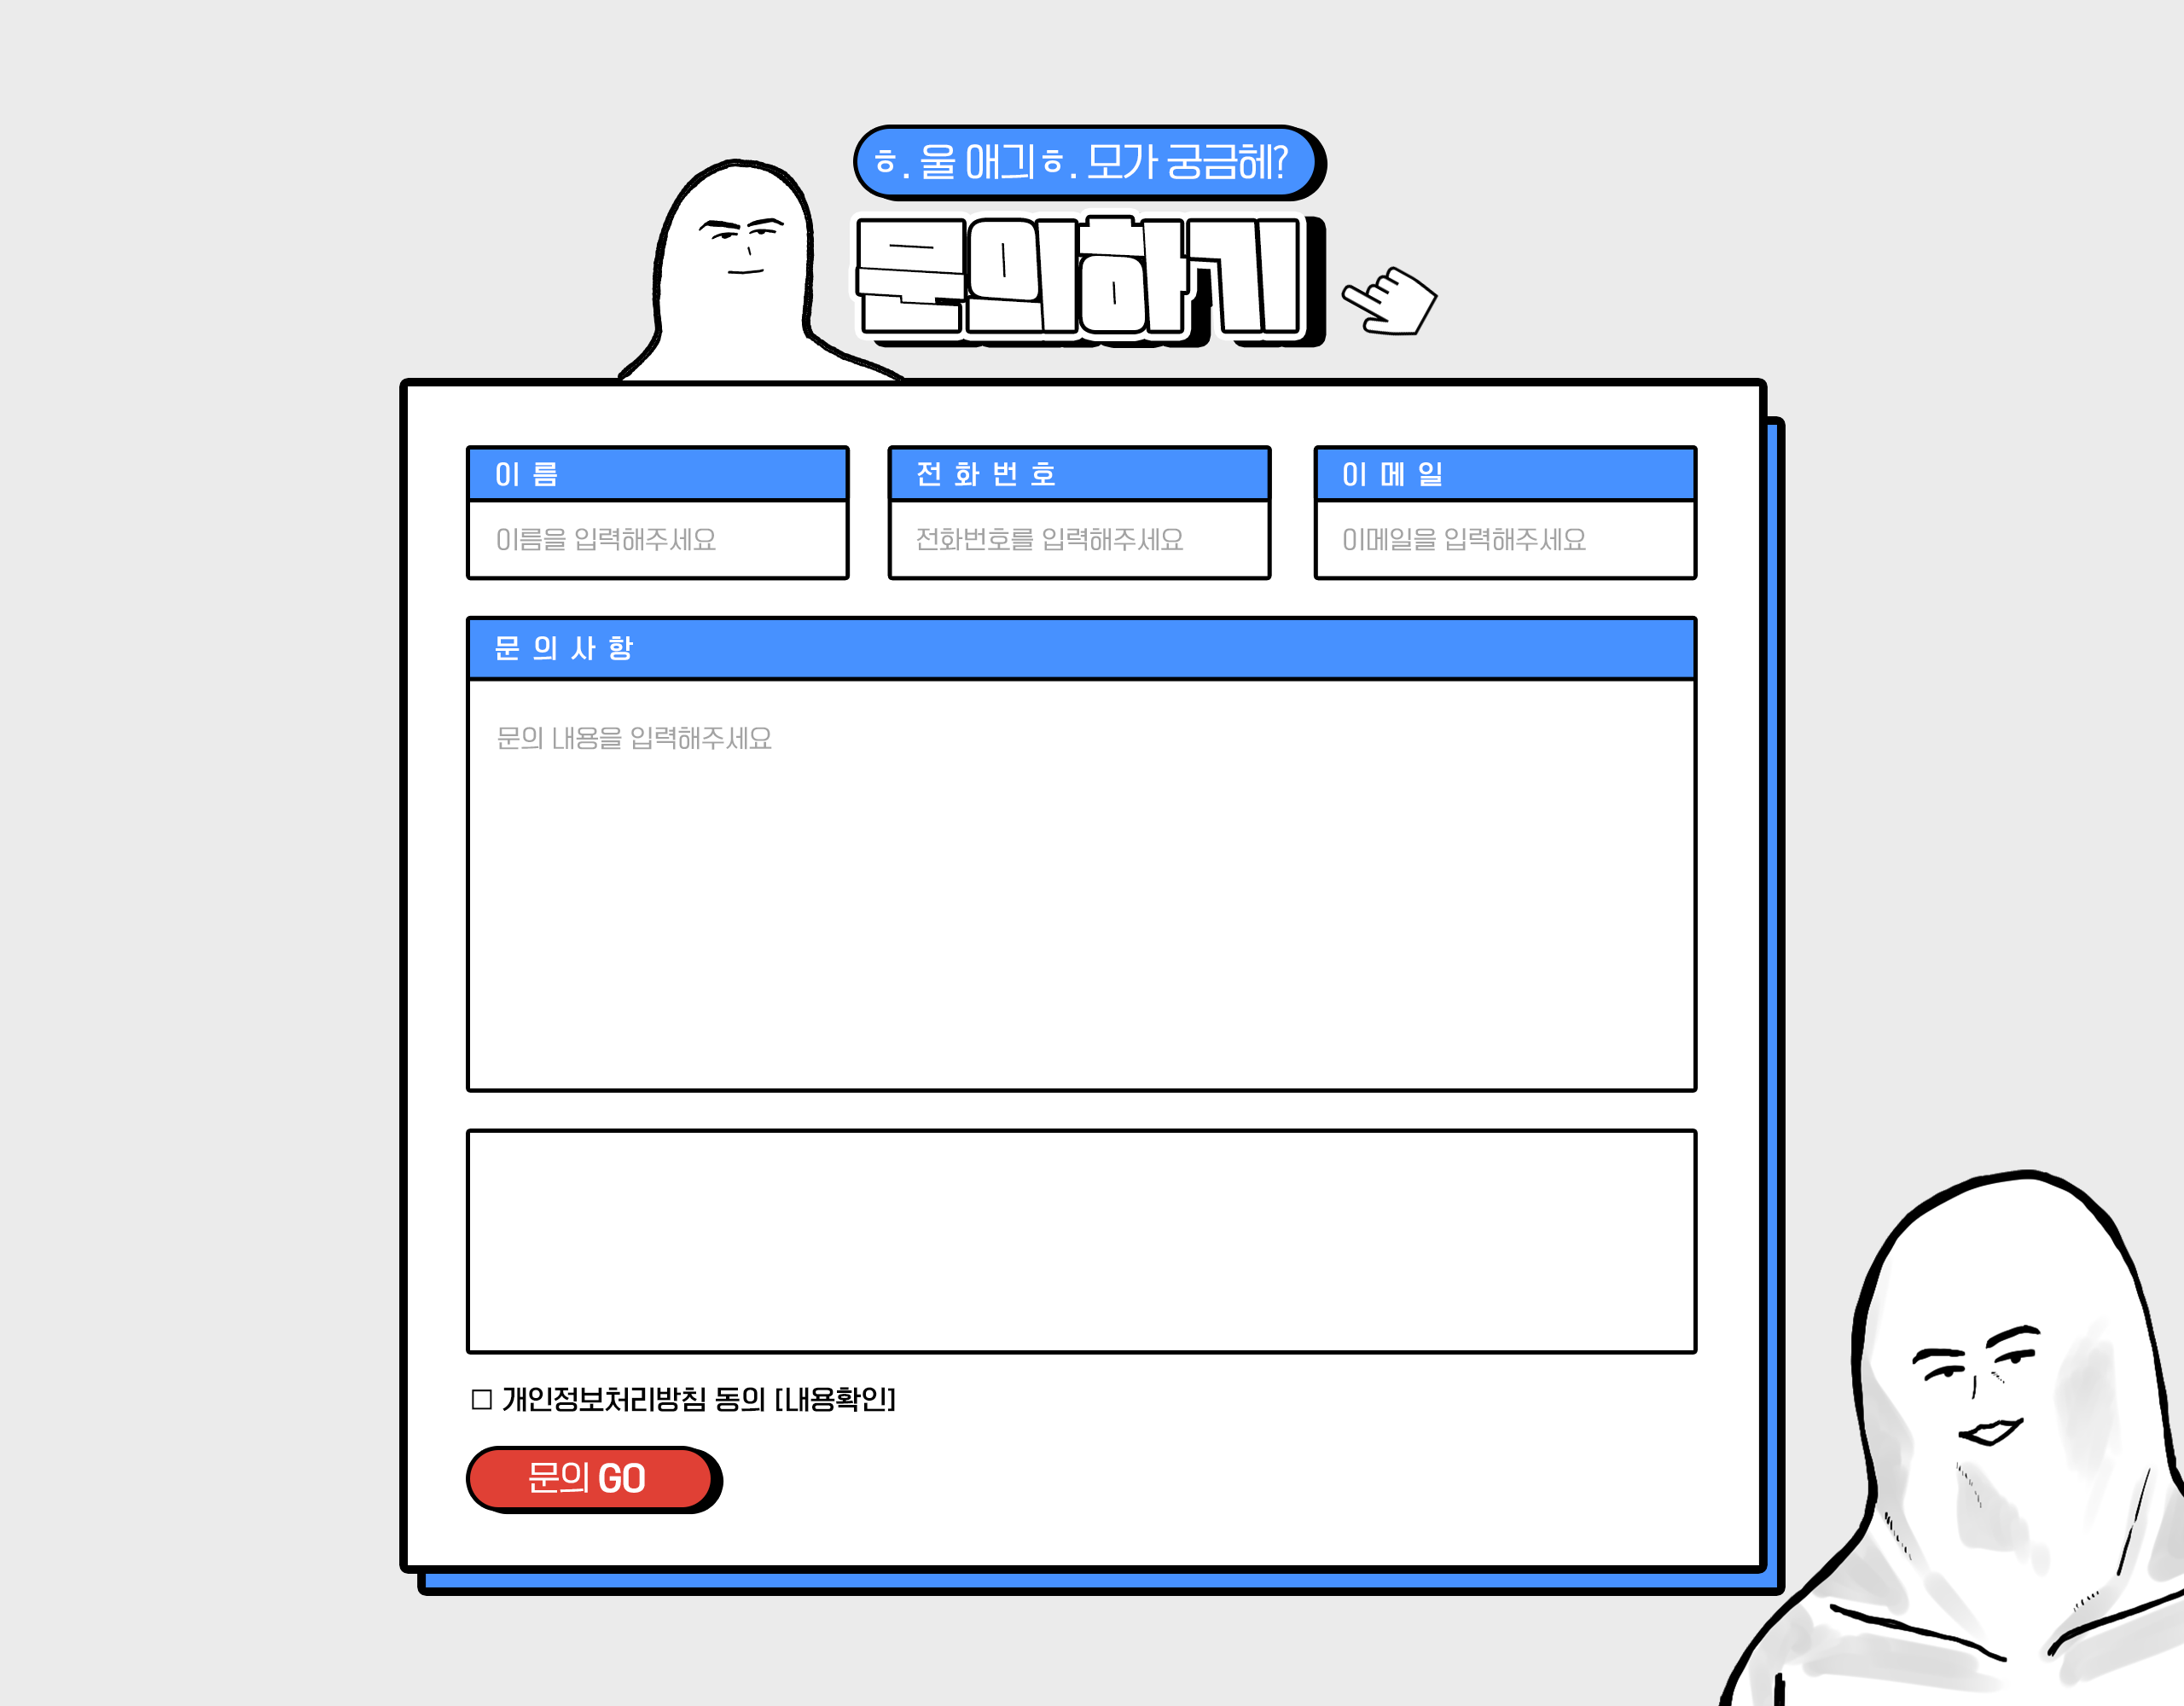 ㅎ. 울 애긔ㅎ. 모가 궁금해?
문의하기
이름 전화번호 이메일
이름을 입력해주세요 전화번호를 입력해주세요 이메일을 입력해주세요
문의사항
문의 내용을 입력해주세요
□ 개인정보처리방침 동의 [내용확인]
문의 GO